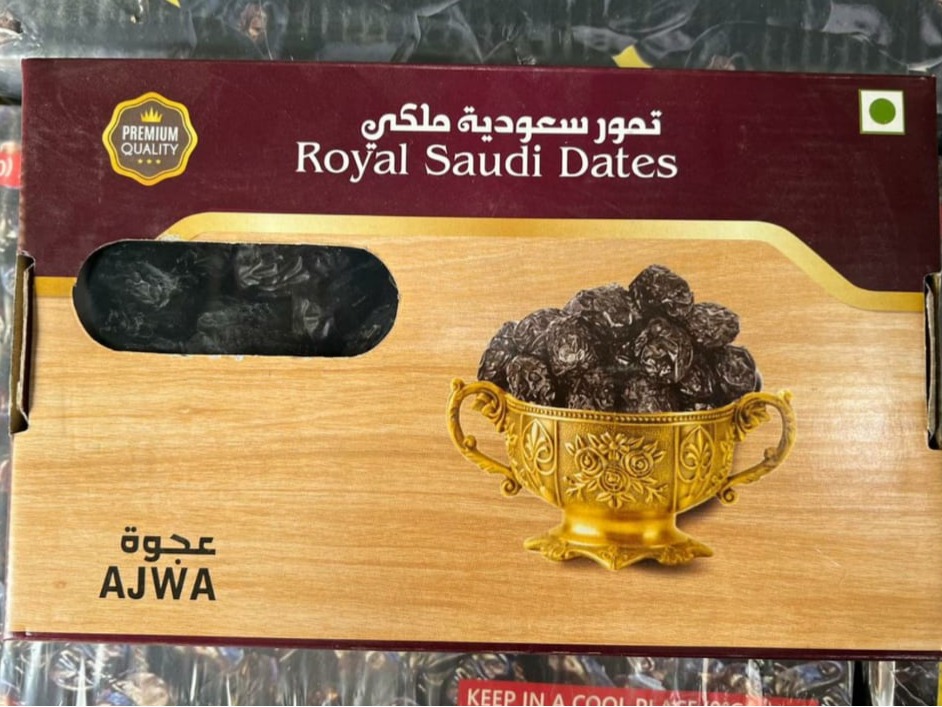 PREMIUM
QUALITY
تمور سعودية ملكي
Royal Saudi Dates
عجوة
AJWA
KEEP IN A COOL PLACE